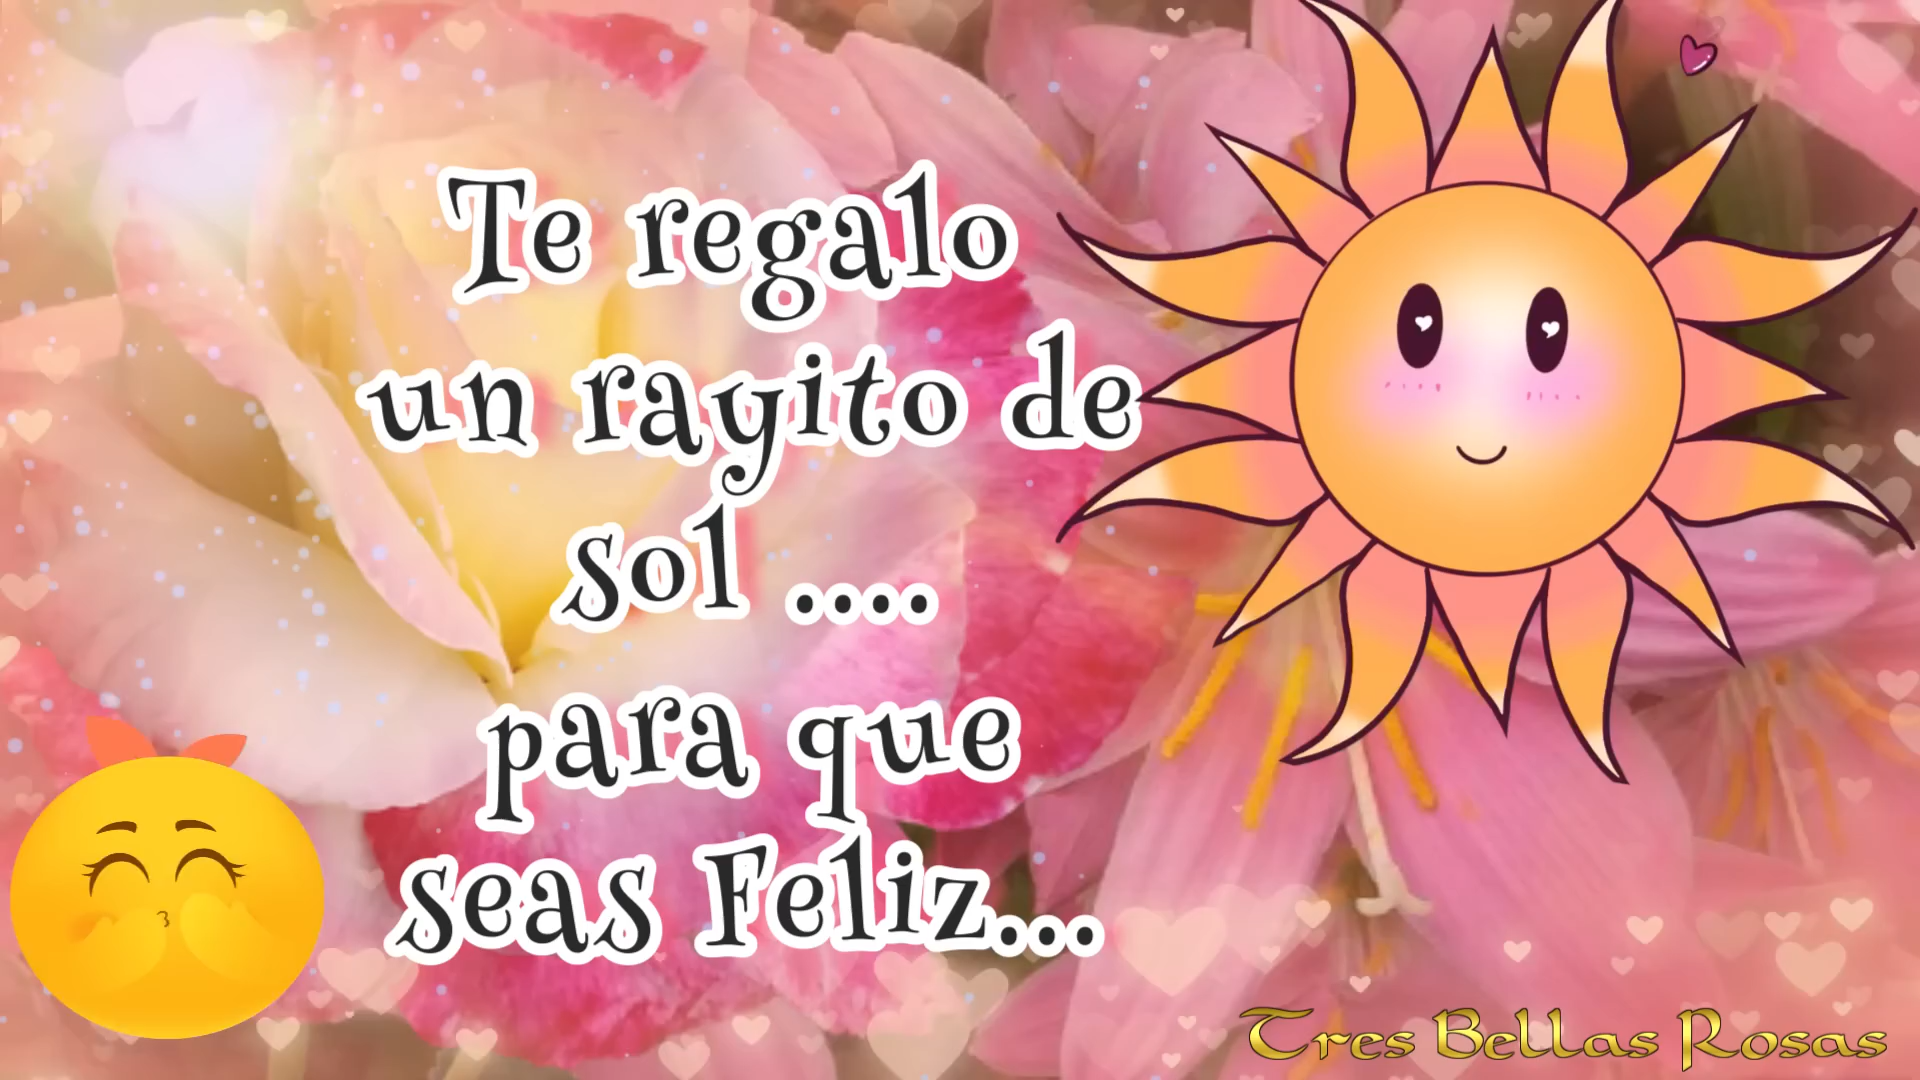 Te regalo
un rayito de
sol ....
para que
seas Feliz...
Tres Bellas Rosas